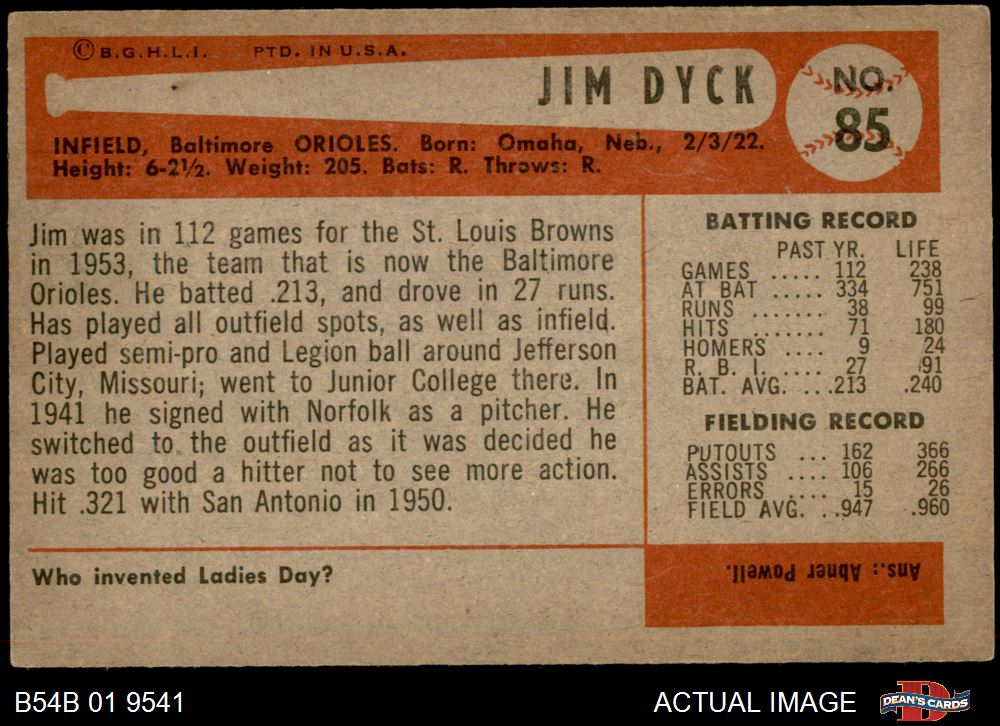 © B.G.H.L.I. PTD. IN U.S.A.
JIM DYCK
NO.
85
INFIELD, Baltimore ORIOLES. Born: Omaha, Neb., 2/3/22.
Height: 6-2½. Weight: 205. Bats: R. Throws: R.
Jim was in 112 games for the St. Louis Browns
in 1953, the team that is now the Baltimore
Orioles. He batted .213, and drove in 27 runs.
Has played all outfield spots, as well as infield.
Played semi-pro and Legion ball around Jefferson
City, Missouri; went to Junior College there. In
1941 he signed with Norfolk as a pitcher. He
switched to the outfield as it was decided he
was too good a hitter not to see more action.
Hit .321 with San Antonio in 1950.
BATTING RECORD
PAST YR. LIFE
GAMES ..... 112 238
AT BAT ..... 334 751
RUNS ....... 38 99
HITS ....... 71 180
HOMERS .... 9 24
R. B. I. .... 27 91
BAT. AVG. ...213 .240
FIELDING RECORD
PUTOUTS ... 162 366
ASSISTS .... 106 266
ERRORS .... 15 26
FIELD AVG. ..947 .960
Who invented Ladies Day?
Ans.: Abner Powell.
B54B 01 9541
ACTUAL IMAGE
DEAN'S CARDS